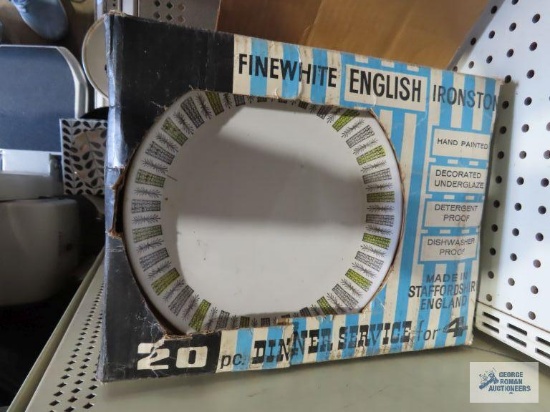 FINEWHITE ENGLISH IRONSTON
HAND PAINTED
DECORATED
UNDERGLAZE
DETERGENT
PROOF
DISHWASHER
PROOF
MADE IN
STAFFORDSHIR
ENGLAND
20 pc. DINNER SERVICE for 4
GEORGE
ROMAN
AUCTIONEERS